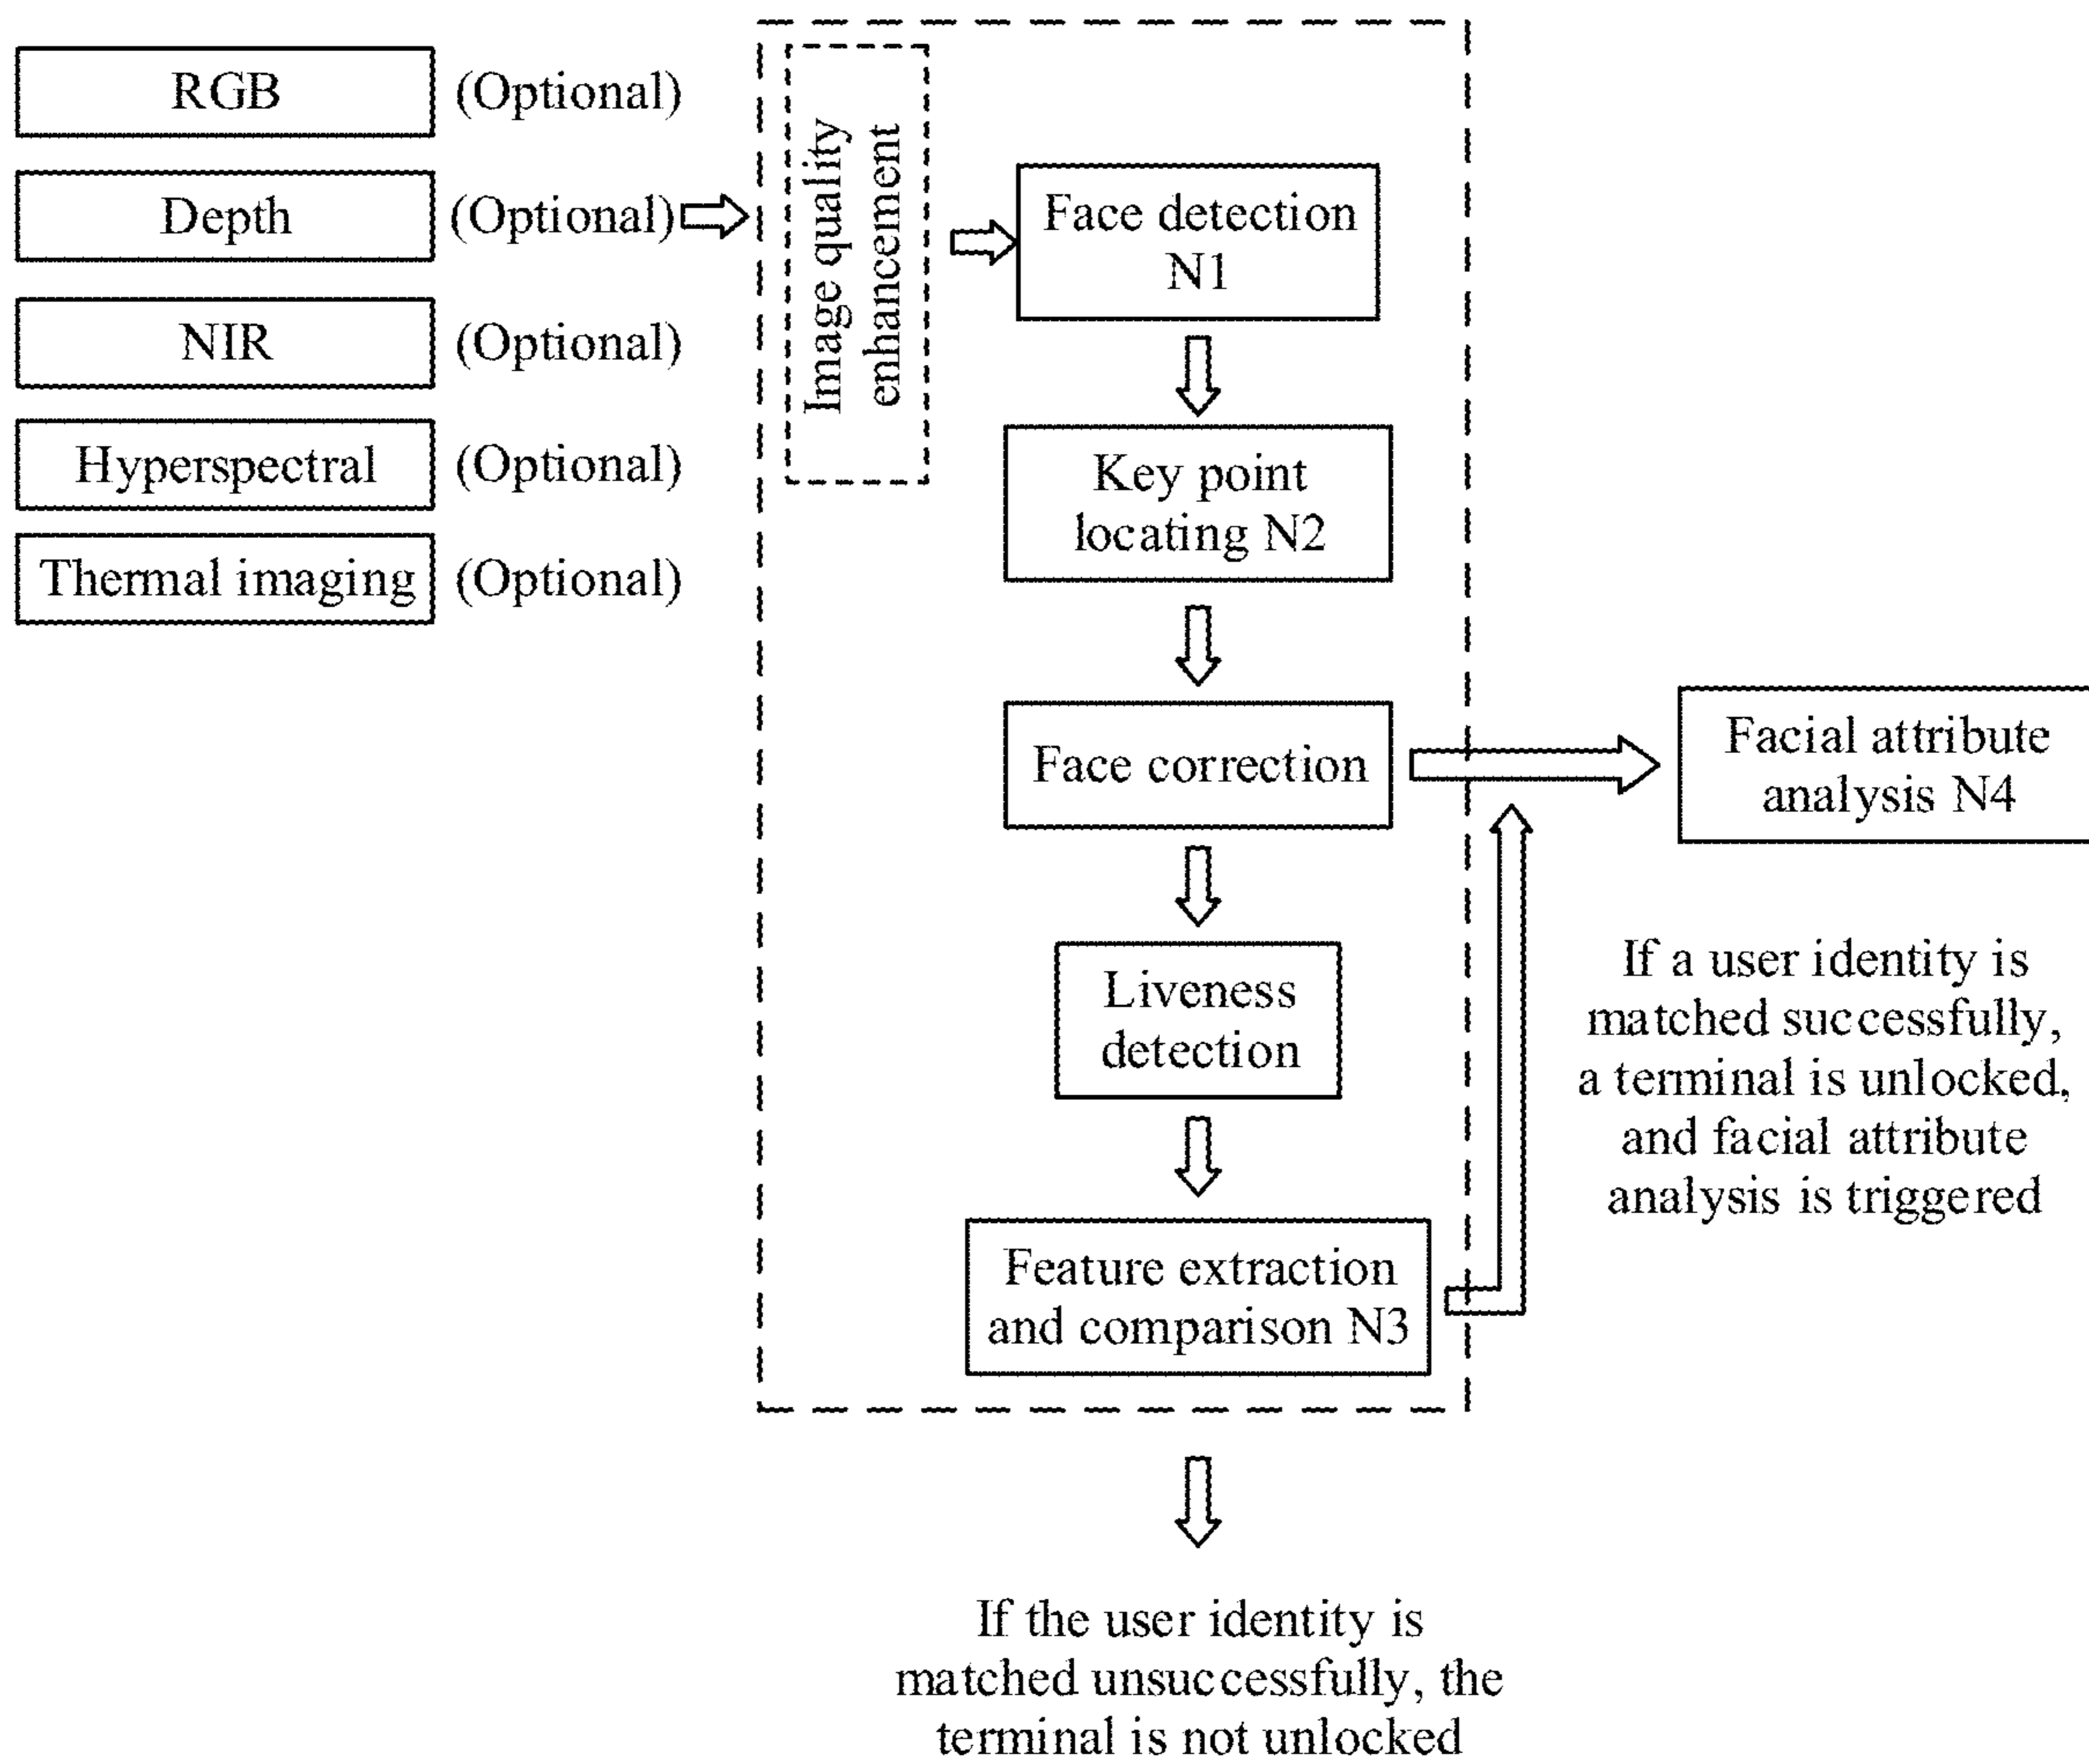 RGB (Optional)
Depth (Optional)
NIR (Optional)
Hyperspectral (Optional)
Thermal imaging (Optional)
Image quality
enhancement
Face detection
N1
Key point
locating N2
Face correction
Facial attribute
analysis N4
Liveness
detection
Feature extraction
and comparison N3
If a user identity is
matched successfully,
a terminal is unlocked,
and facial attribute
analysis is triggered
If the user identity is
matched unsuccessfully, the
terminal is not unlocked